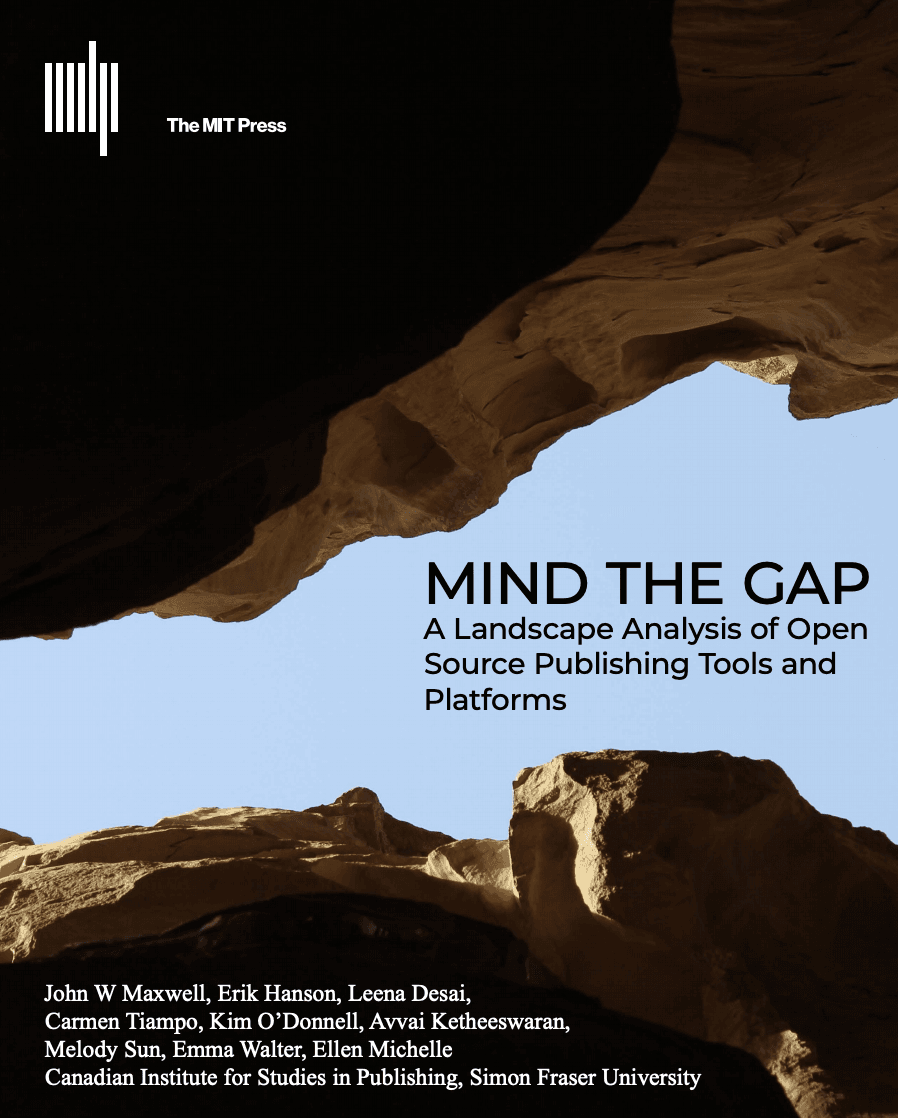 The MIT Press
MIND THE GAP
A Landscape Analysis of Open
Source Publishing Tools and
Platforms
John W Maxwell, Erik Hanson, Leena Desai,
Carmen Tiampo, Kim O’Donnell, Avvai Ketheeswaran,
Melody Sun, Emma Walter, Ellen Michelle
Canadian Institute for Studies in Publishing, Simon Fraser University